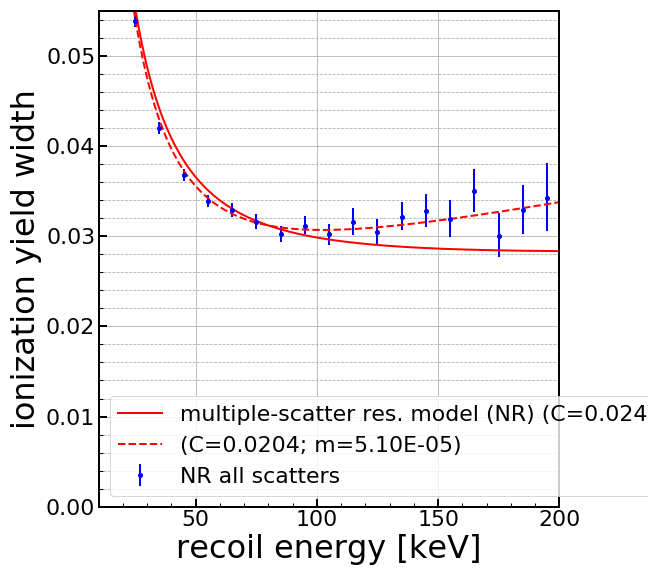 ionization yield width
0.05
0.04
0.03
0.02
0.01
0.00
multiple-scatter res. model (NR) (C=0.024
(C=0.0204; m=5.10E-05)
NR all scatters
50 100 150 200
recoil energy [keV]